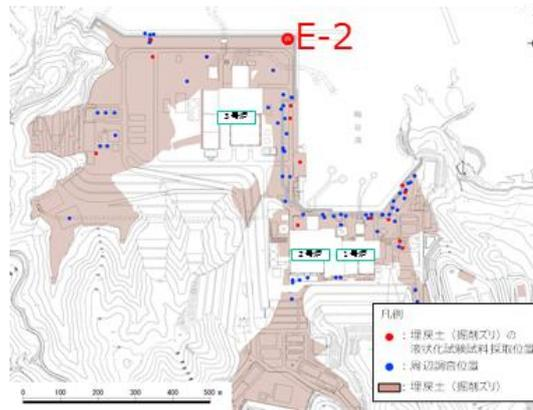 E-2
3号炉
2号炉
1号炉
凡例
：埋戻土（掘削ズリ）の
液状化試験試料採取位置
：周辺調査位置
：埋戻土（掘削ズリ）
0 100 200 300 400 500 m